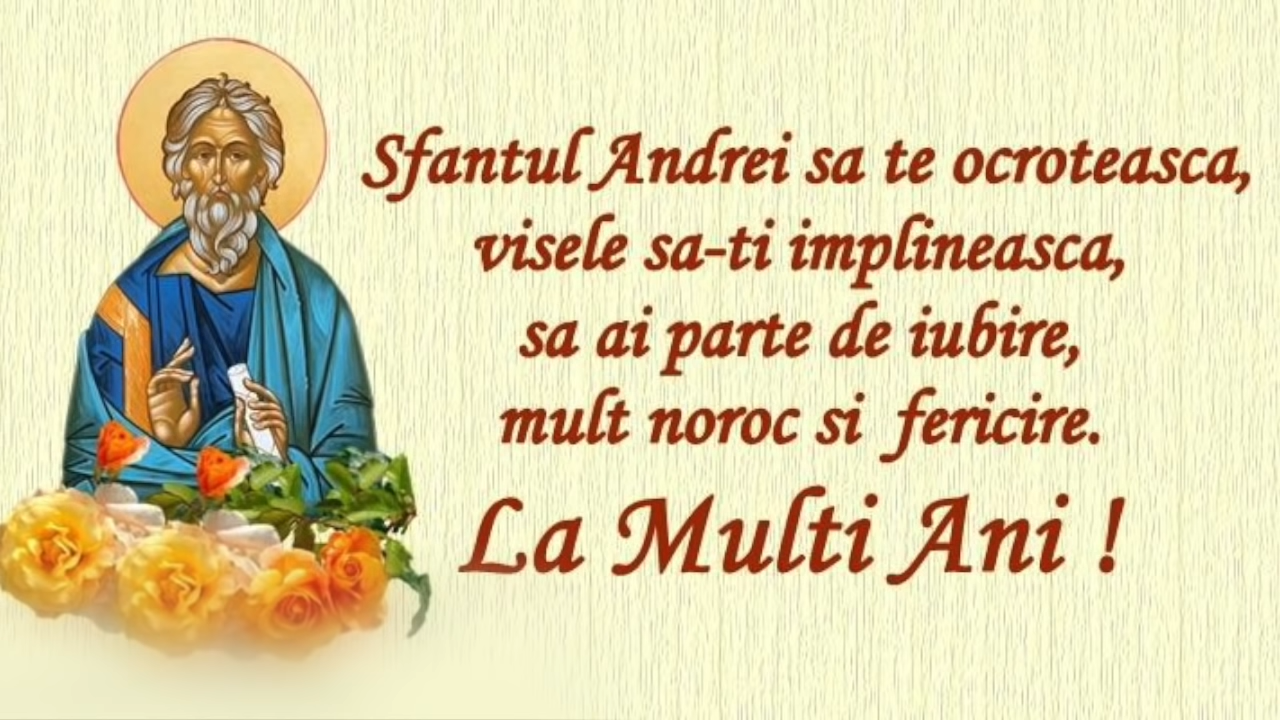 Sfantul Andrei sa te ocroteasca,
visele sa-ti implineasca,
sa ai parte de iubire,
mult noroc si fericire.
La Multi Ani !